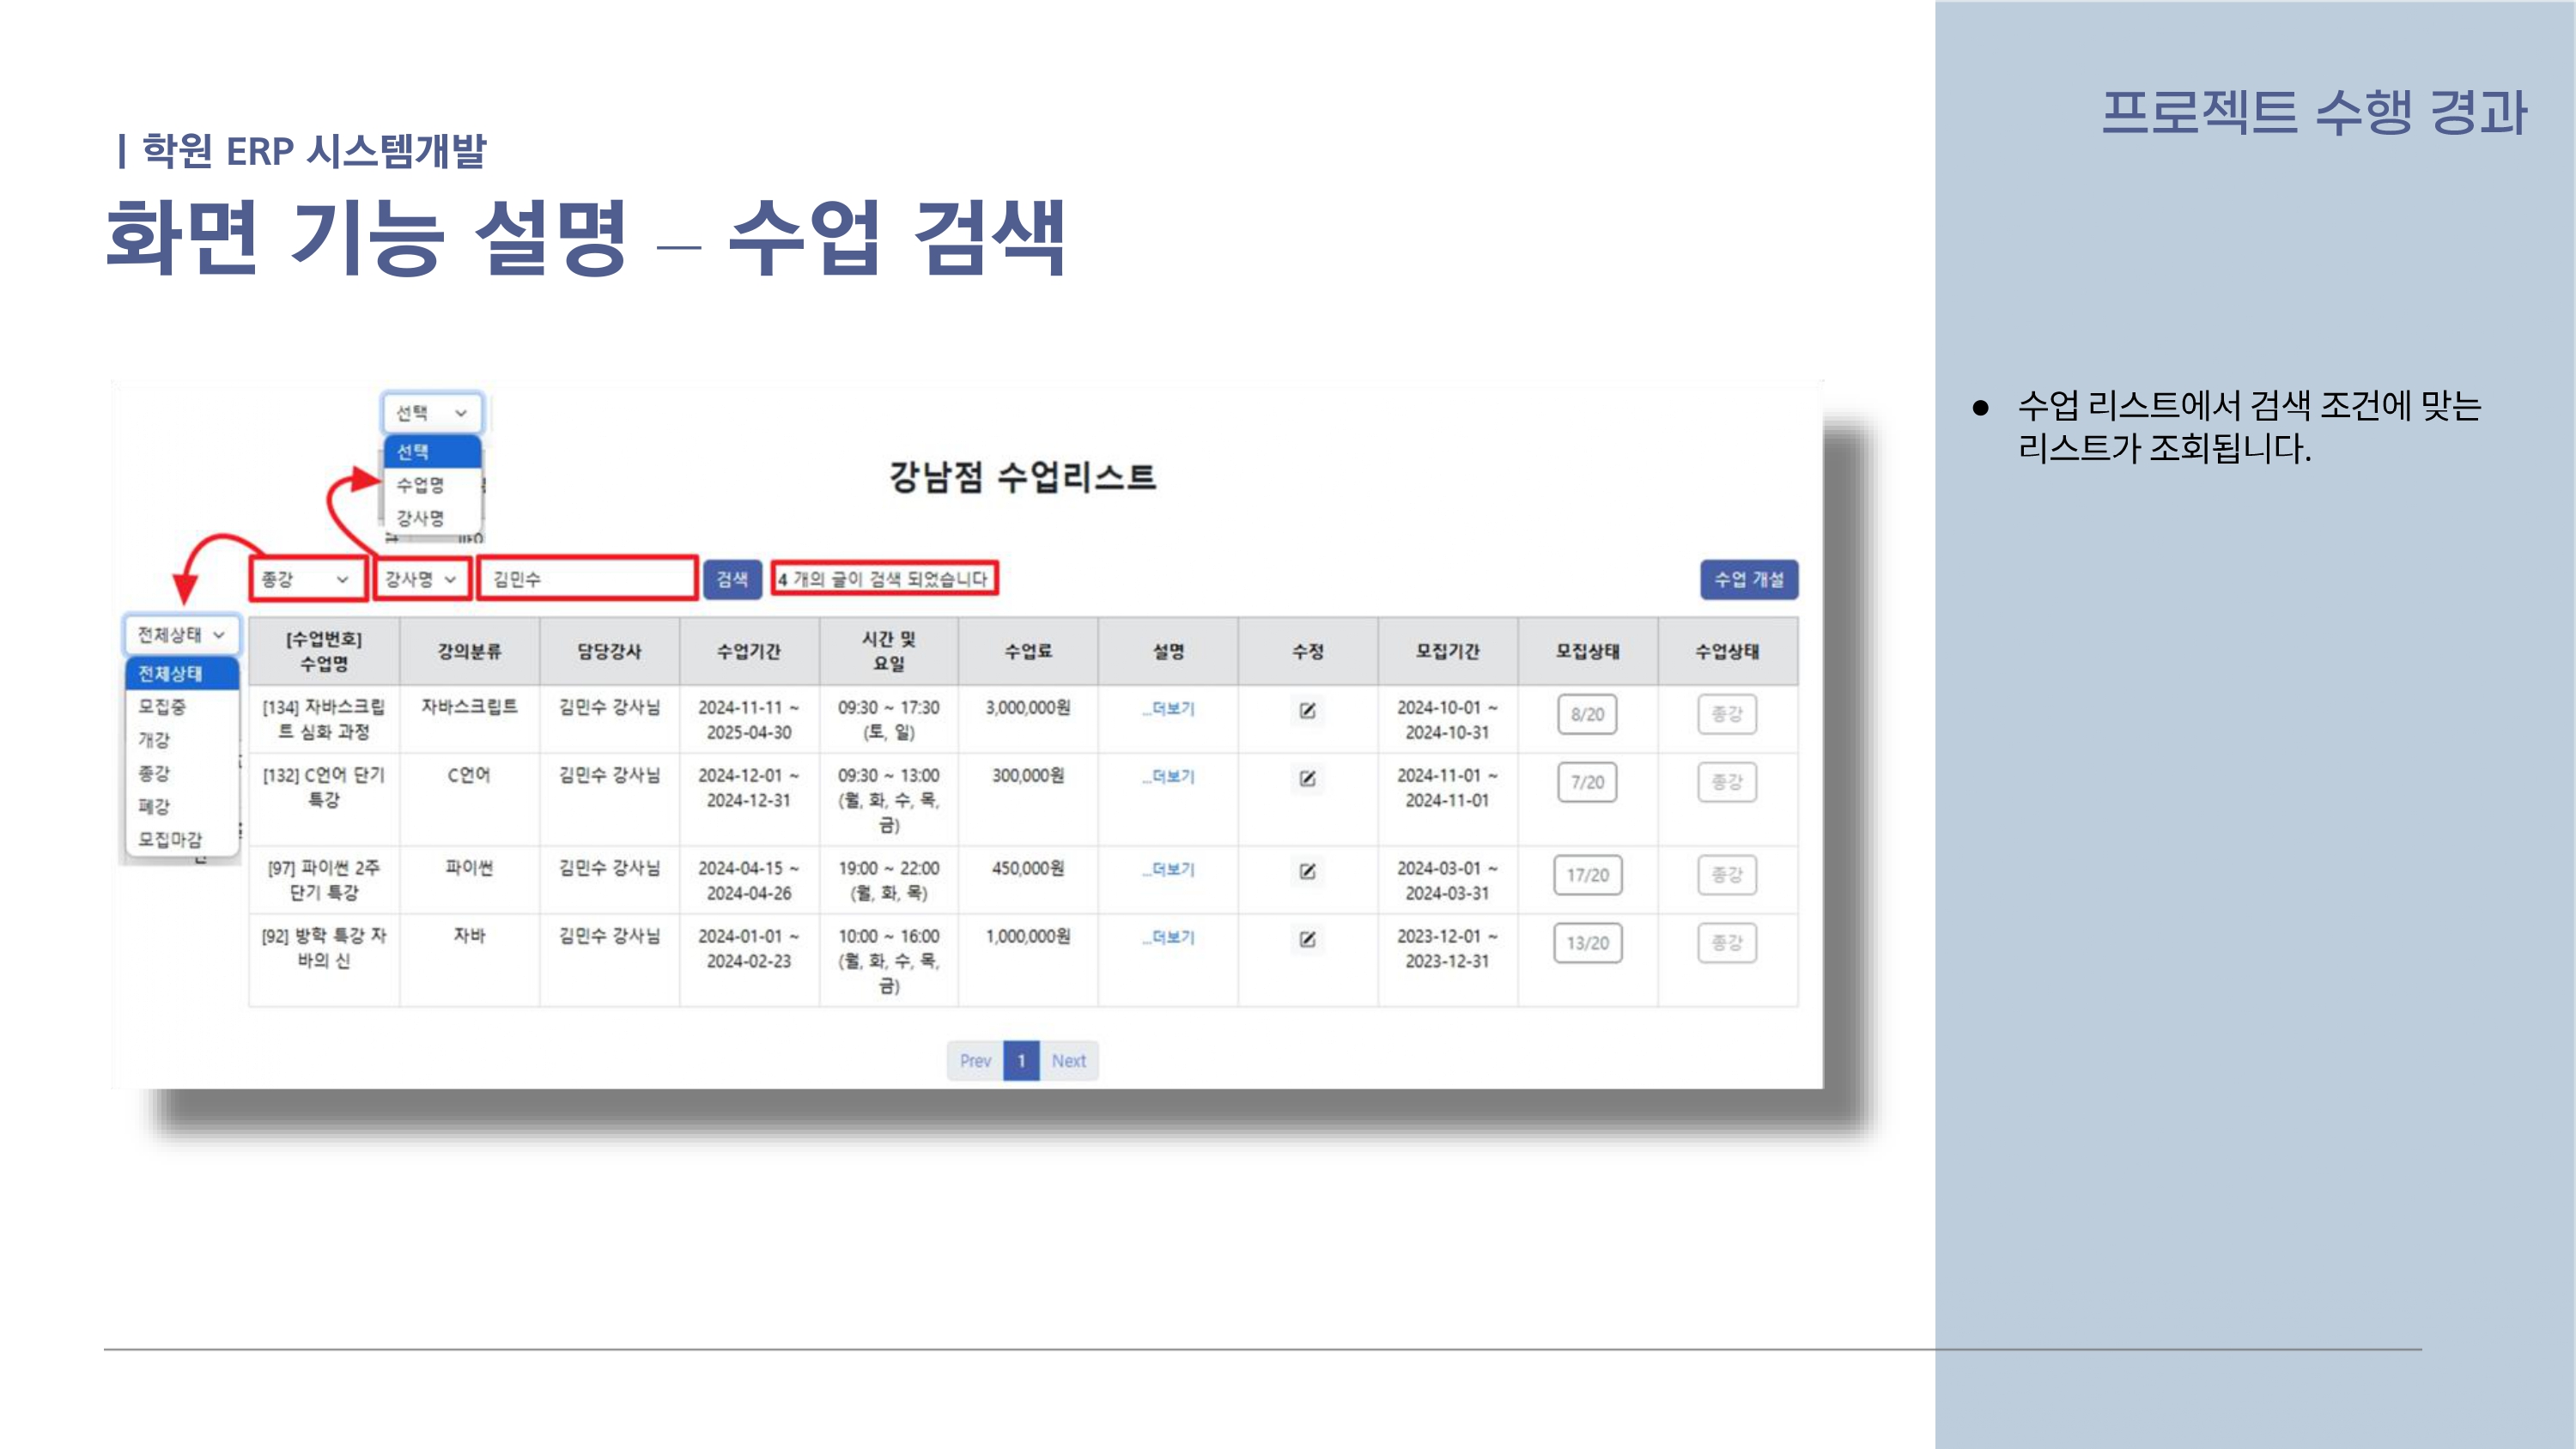 프로젝트 수행 경과
| 학원 ERP 시스템개발
화면 기능 설명 – 수업 검색
● 수업 리스트에서 검색 조건에 맞는
리스트가 조회됩니다.
선택
선택
수업명
강사명
강남점 수업리스트
종강 강사명 김민수 검색 4 개의 글이 검색 되었습니다 수업 개설
전체상태
전체상태
모집중
개강
종강
폐강
모집마감
[수업번호]
수업명
강의분류
담당강사
수업기간
시간 및
요일
수업료
설명
수정
모집기간
모집상태
수업상태
[134] 자바스크립
트 심화 과정
자바스크립트
김민수 강사님
2024-11-11 ~
2025-04-30
09:30 ~ 17:30
(토, 일)
3,000,000원
...더보기
2024-10-01 ~
2024-10-31
8/20
종강
[132] C언어 단기
특강
C언어
김민수 강사님
2024-12-01 ~
2024-12-31
09:30 ~ 13:00
(월, 화, 수, 목,
금)
300,000원
...더보기
2024-11-01 ~
2024-11-01
7/20
종강
[97] 파이썬 2주
단기 특강
파이썬
김민수 강사님
2024-04-15 ~
2024-04-26
19:00 ~ 22:00
(월, 화, 목)
450,000원
...더보기
2024-03-01 ~
2024-03-31
17/20
종강
[92] 방학 특강 자
바의 신
자바
김민수 강사님
2024-01-01 ~
2024-02-23
10:00 ~ 16:00
(월, 화, 수, 목,
금)
1,000,000원
...더보기
2023-12-01 ~
2023-12-31
13/20
종강
Prev 1 Next